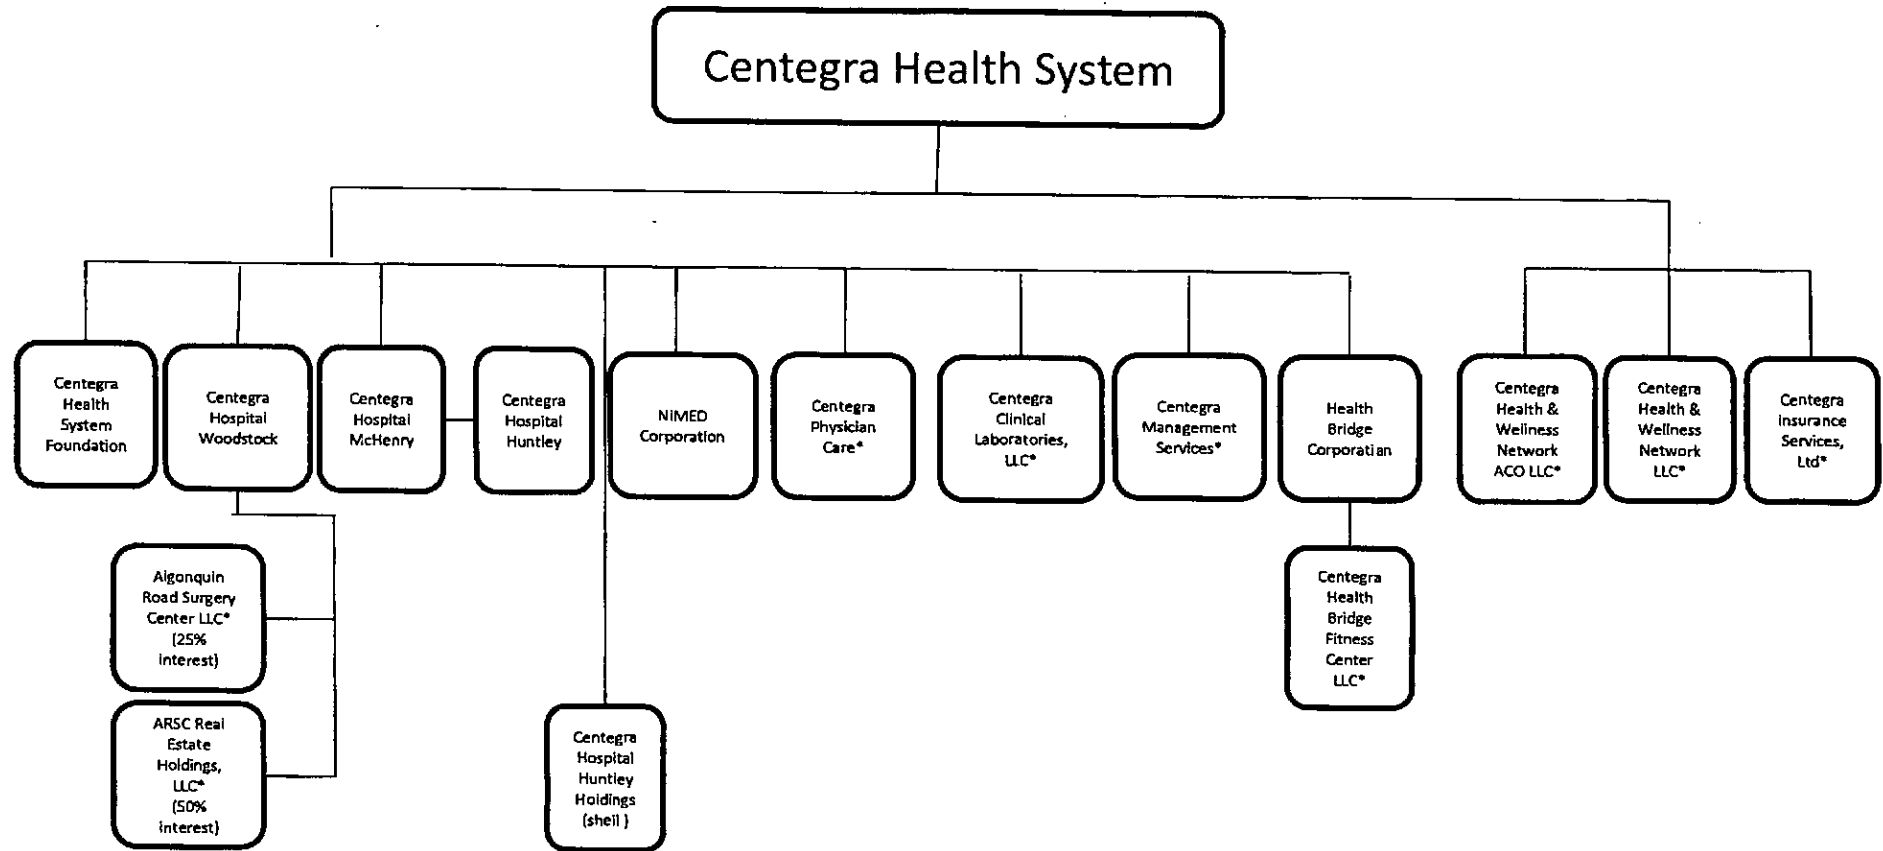 Centegra Health System
Centegra
Health
System
Foundation
Centegra
Hospital
Woodstock
Centegra
Hospital
McHenry
Centegra
Hospital
Huntley
NIMED
Corporation
Centegra
Physician
Care*
Centegra
Clinical
Laboratories,
LLC*
Centegra
Management
Services*
Health
Bridge
Corporation
Centegra
Health &
Wellness
Network
ACO LLC*
Centegra
Health &
Wellness
Network
LLC*
Centegra
Insurance
Services,
Ltd*
Algonquin
Road Surgery
Center LLC*
(25%
interest)
ARSC Real
Estate
Holdings,
LLC*
(50%
interest)
Centegra
Hospital
Huntley
Holdings
(shell )
Centegra
Health
Bridge
Fitness
Center
LLC*